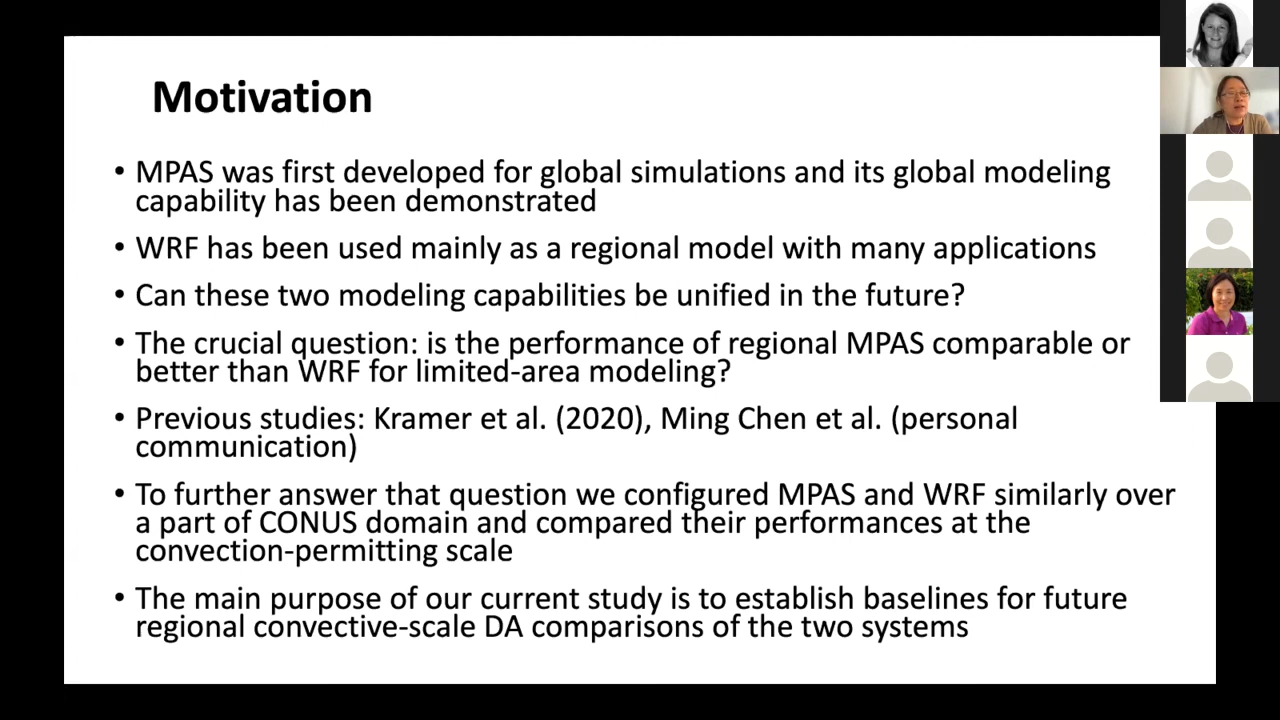 Motivation
• MPAS was first developed for global simulations and its global modeling
capability has been demonstrated
• WRF has been used mainly as a regional model with many applications
• Can these two modeling capabilities be unified in the future?
• The crucial question: is the performance of regional MPAS comparable or
better than WRF for limited-area modeling?
• Previous studies: Kramer et al. (2020), Ming Chen et al. (personal
communication)
• To further answer that question we configured MPAS and WRF similarly over
a part of CONUS domain and compared their performances at the
convection-permitting scale
• The main purpose of our current study is to establish baselines for future
regional convective-scale DA comparisons of the two systems